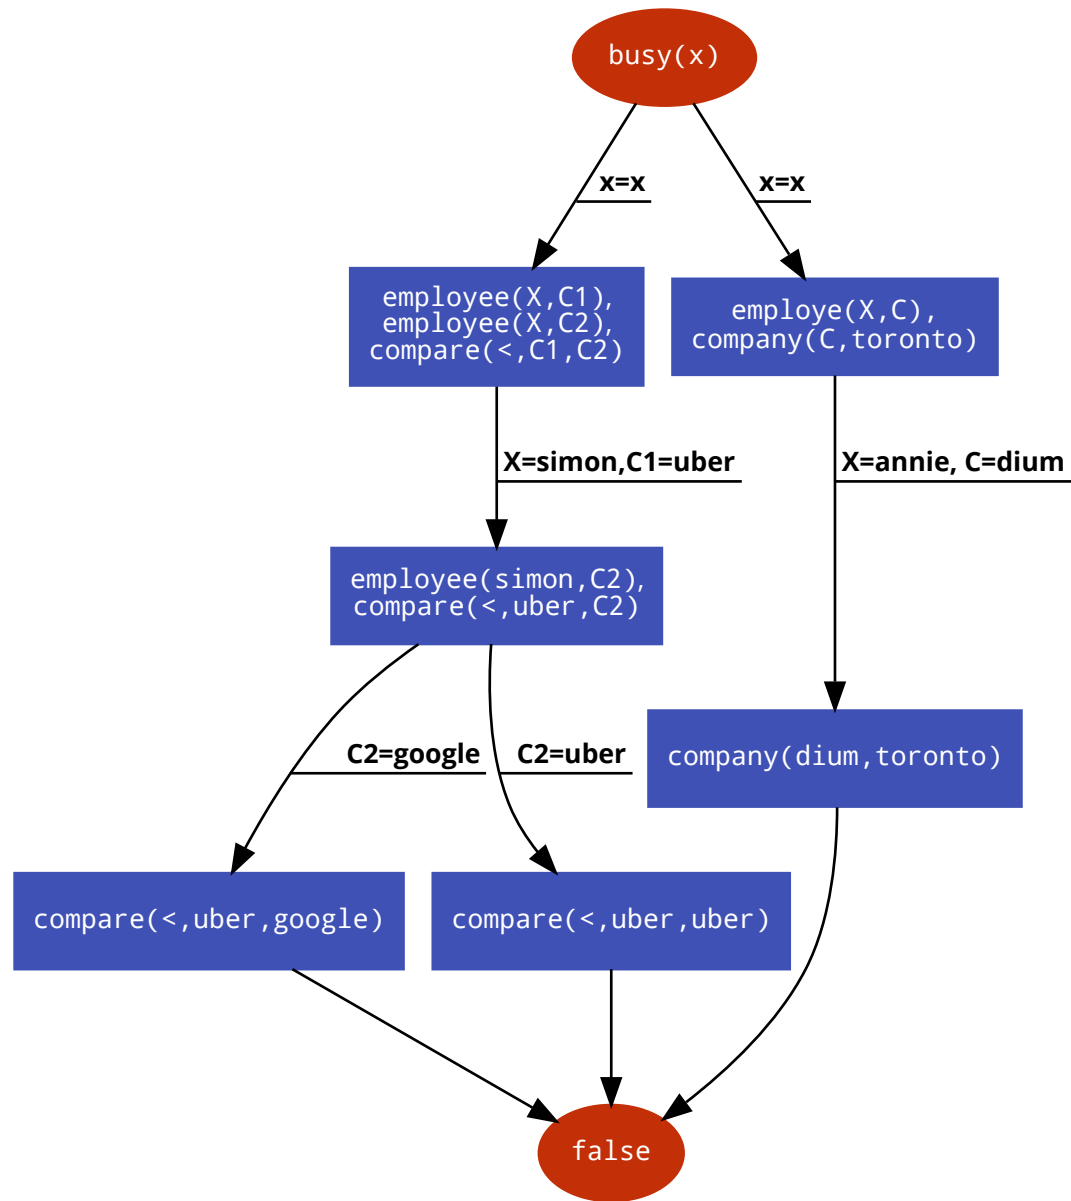 busy(x)
x=x
x=x
employee(X,C1),
employee(X,C2),
compare(<,C1,C2)
employe(X,C),
company(C,toronto)
X=simon,C1=uber
X=annie, C=dium
employee(simon,C2),
compare(<,uber,C2)
C2=google
C2=uber
company(dium,toronto)
compare(<,uber,google)
compare(<,uber,uber)
false